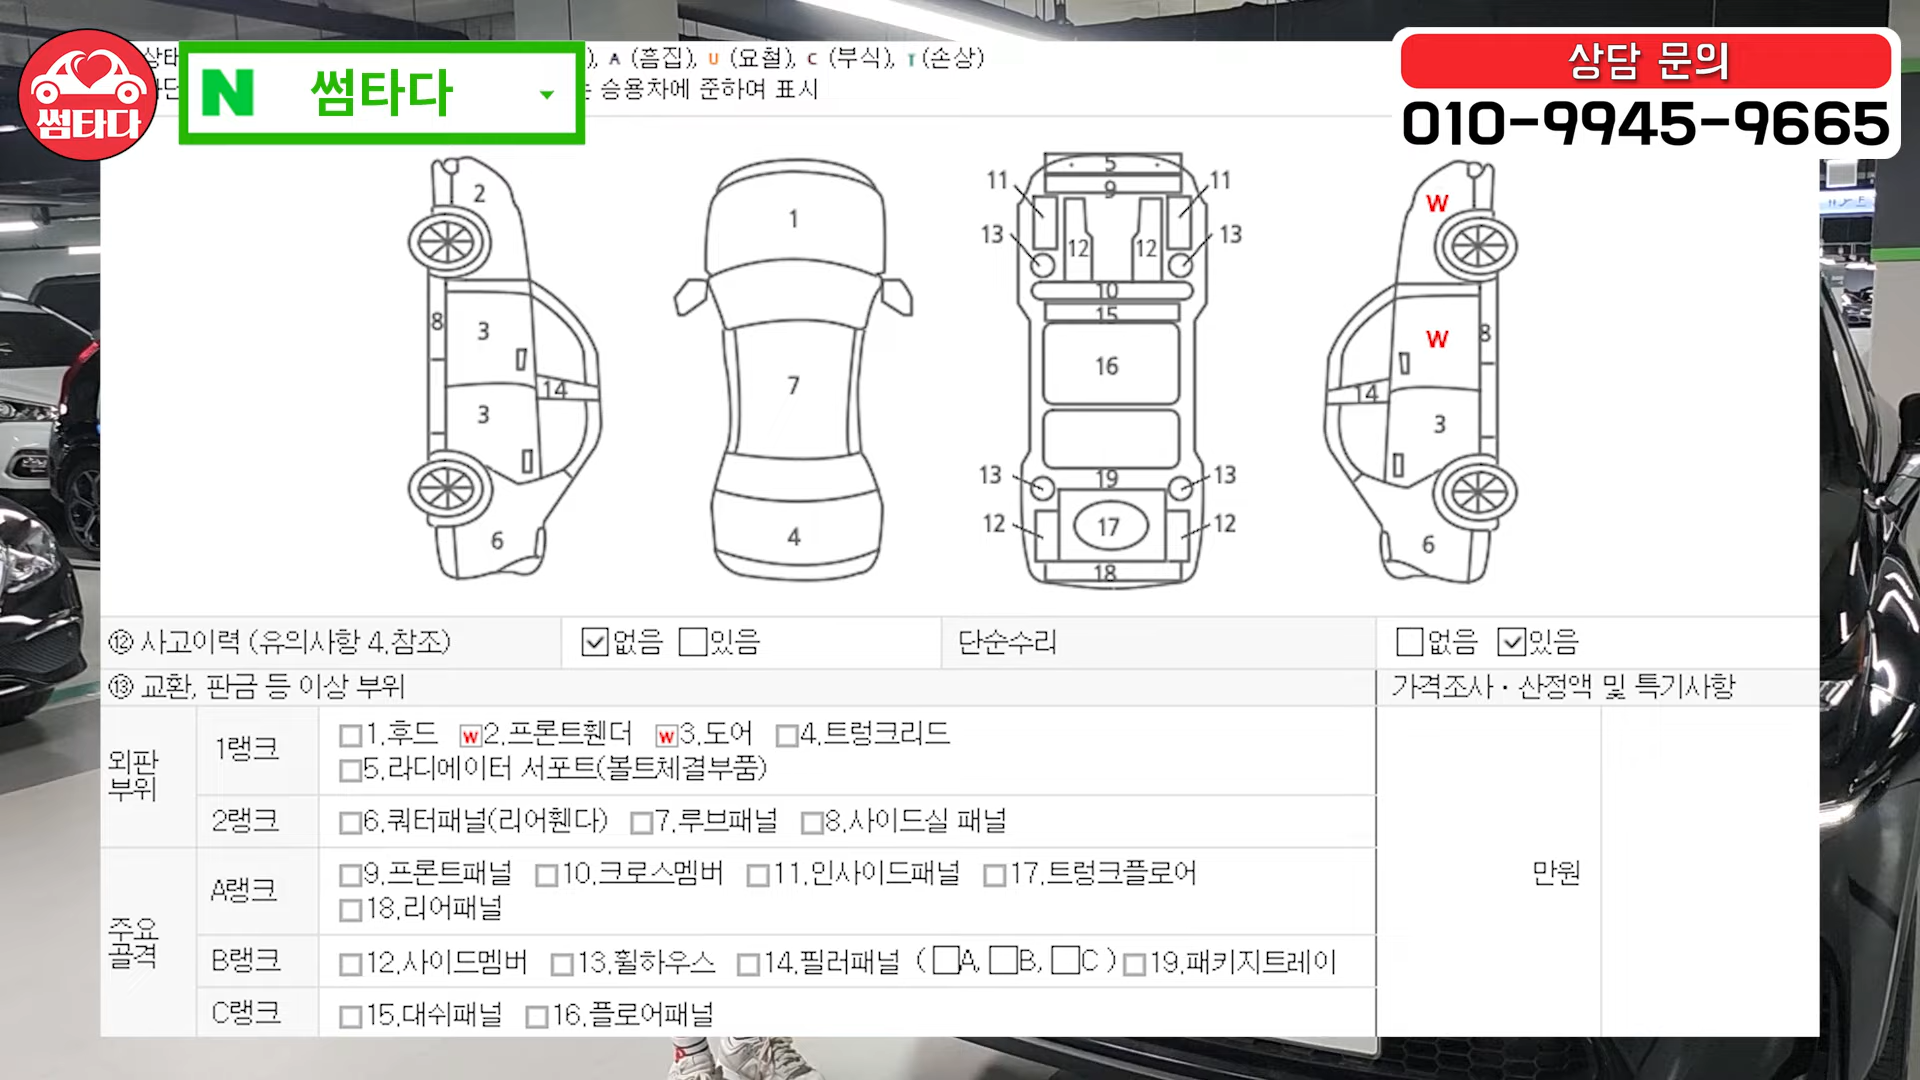 썸타다
N 썸타다
상담 문의
010-9945-9665
), A (흠집), U (요철), C (부식), T (손상)
승용차에 준하여 표시
2
8
3
3
14
6
1
7
4
5
9
11
11
13
13
12
12
10
15
16
13
13
19
12
12
17
18
W
W
8
4
3
6
⑫ 사고이력 (유의사항 4.참조)
없음 있음
단순수리
없음 있음
⑬ 교환, 판금 등 이상 부위
가격조사·산정액 및 특기사항
외판
부위
1랭크
1.후드 W 2.프론트휀더 W 3.도어 4.트렁크리드
5.라디에이터 서포트(볼트체결부품)
2랭크
6.쿼터패널(리어휀다) 7.루브패널 8.사이드실 패널
주요
골격
A랭크
9.프론트패널 10.크로스멤버 11.인사이드패널 17.트렁크플로어
18.리어패널
B랭크
12.사이드멤버 13.휠하우스 14.필러패널 ( A, B, C ) 19.패키지트레이
C랭크
15.대쉬패널 16.플로어패널
만원